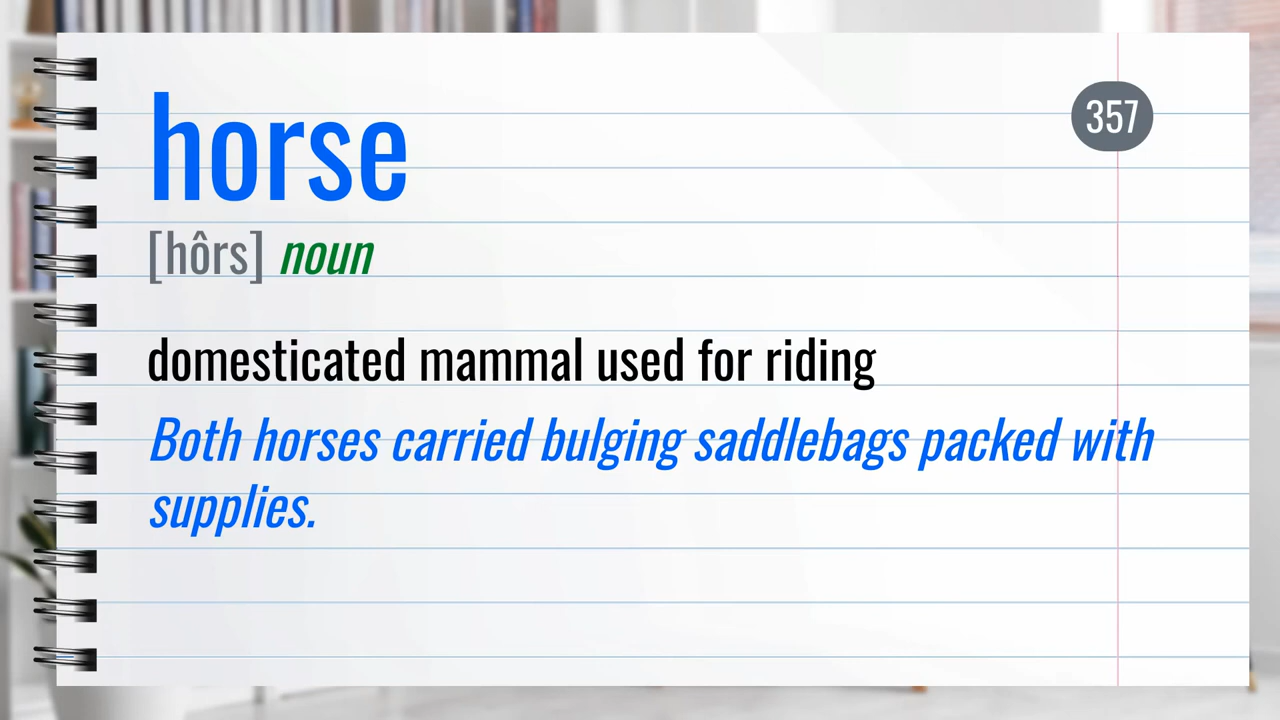 horse
357
[hôrs] noun
domesticated mammal used for riding
Both horses carried bulging saddlebags packed with
supplies.